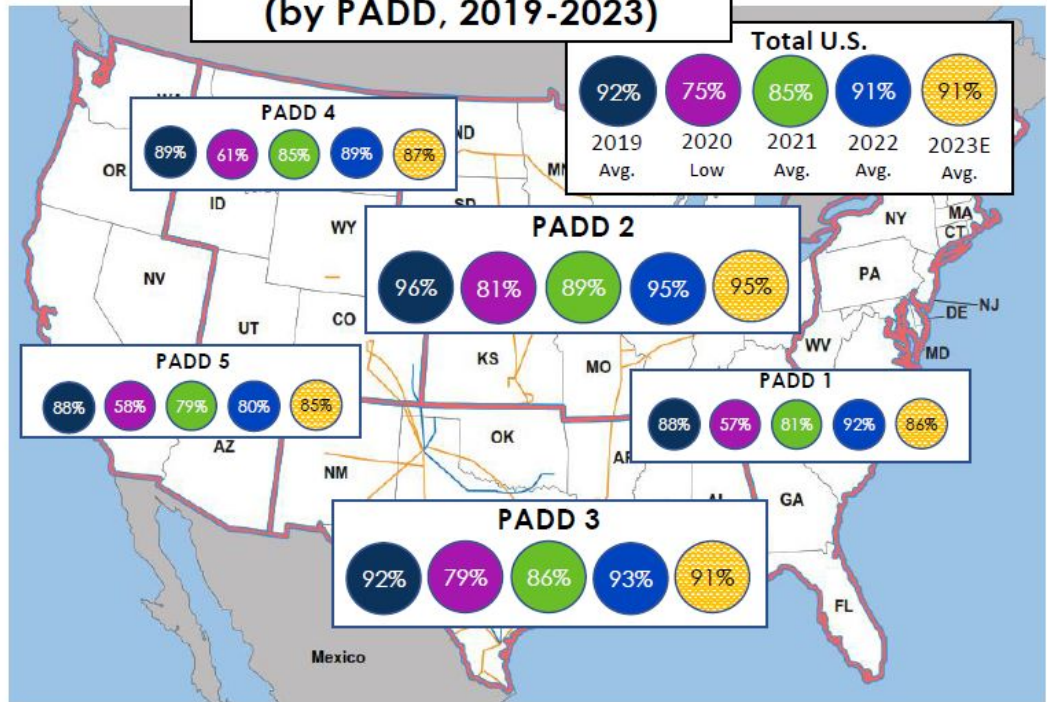 (by PADD, 2019-2023)
Total U.S.
92% 75% 85% 91% 91%
2019 2020 2021 2022 2023E
Avg. Low Avg. Avg. Avg.
PADD 4
89% 61% 85% 89% 87%
ND
OR
ID
WY
NY
MA
CT
PADD 2
96% 81% 89% 95% 95%
NV
UT
CO
PA
NJ
DE
MD
WV
KS
MO
PADD 5
88% 58% 79% 80% 85%
PADD 1
88% 57% 81% 92% 86%
AZ
NM
OK
GA
PADD 3
92% 79% 86% 93% 91%
FL
Mexico